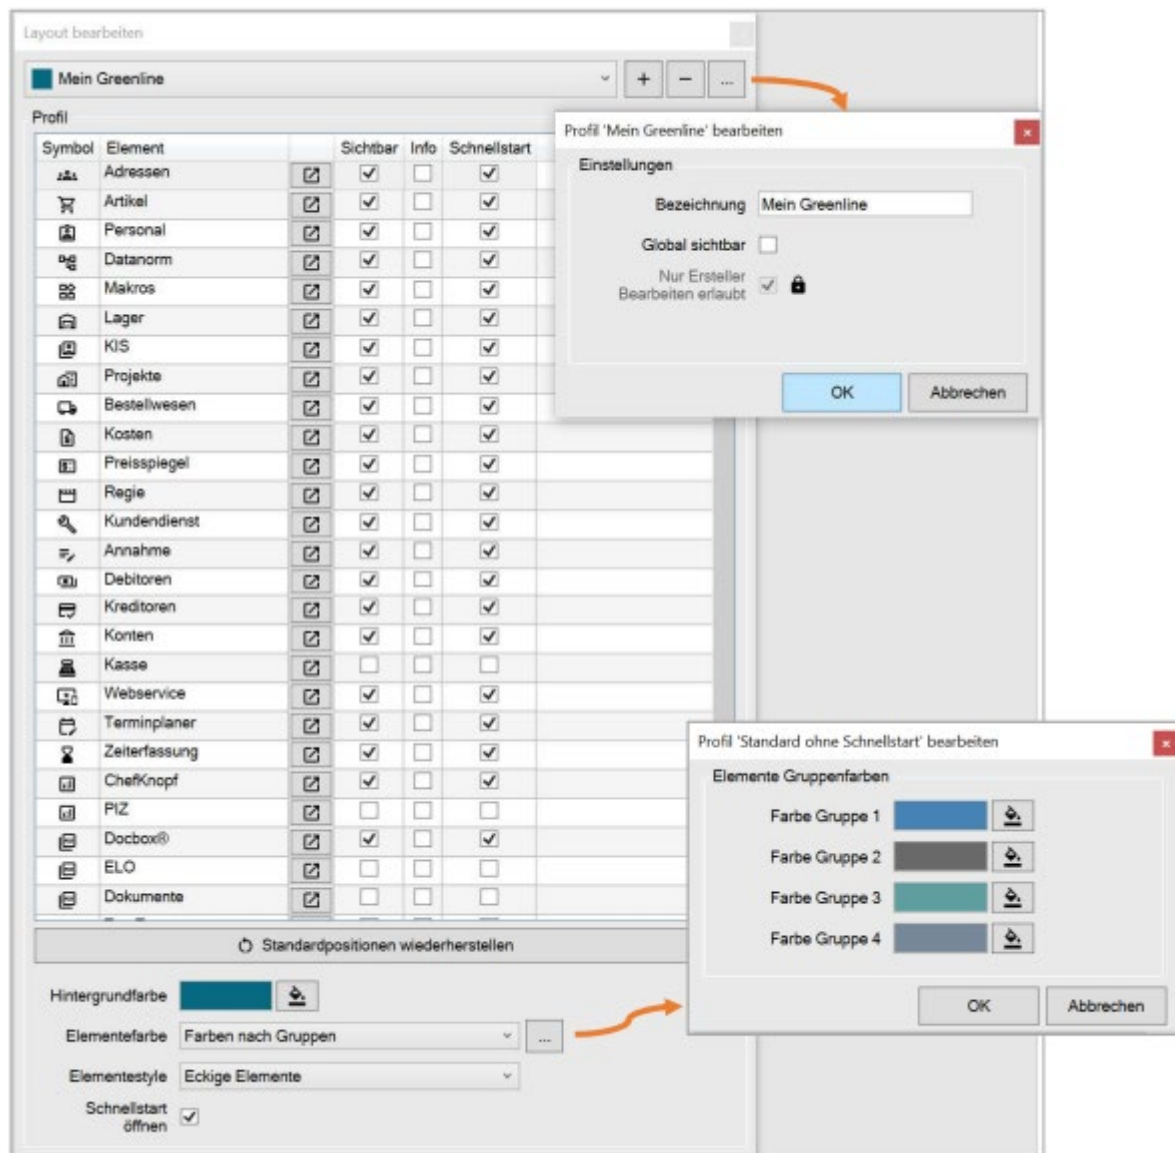 Layout bearbeiten
Mein Greenline
+ − ...
Profil
Symbol Element Sichtbar Info Schnellstart
Adressen
Artikel
Personal
Datanorm
Makros
Lager
KIS
Projekte
Bestellwesen
Kosten
Preisspiegel
Regie
Kundendienst
Annahme
Debitoren
Kreditoren
Konten
Kasse
Webservice
Terminplaner
Zeiterfassung
ChefKnopf
PIZ
Docbox®
ELO
Dokumente
Standardpositionen wiederherstellen
Hintergrundfarbe
Elementefarbe Farben nach Gruppen ...
Elementestyle Eckige Elemente
Schnellstart
öffnen
Profil 'Mein Greenline' bearbeiten
Einstellungen
Bezeichnung Mein Greenline
Global sichtbar
Nur Ersteller
Bearbeiten erlaubt
OK Abbrechen
Profil 'Standard ohne Schnellstart' bearbeiten
Elemente Gruppenfarben
Farbe Gruppe 1
Farbe Gruppe 2
Farbe Gruppe 3
Farbe Gruppe 4
OK Abbrechen